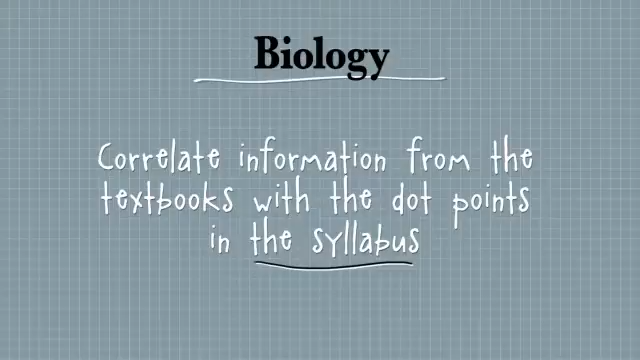 Biology
Correlate information from the
textbooks with the dot points
in the syllabus